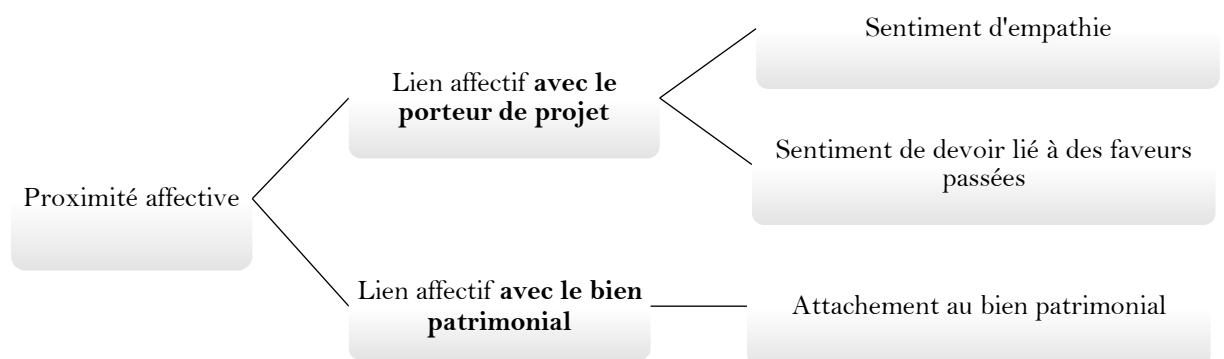 Sentiment d'empathie
Lien affectif avec le
porteur de projet
Sentiment de devoir lié à des faveurs
passées
Proximité affective
Lien affectif avec le bien
patrimonial
Attachement au bien patrimonial